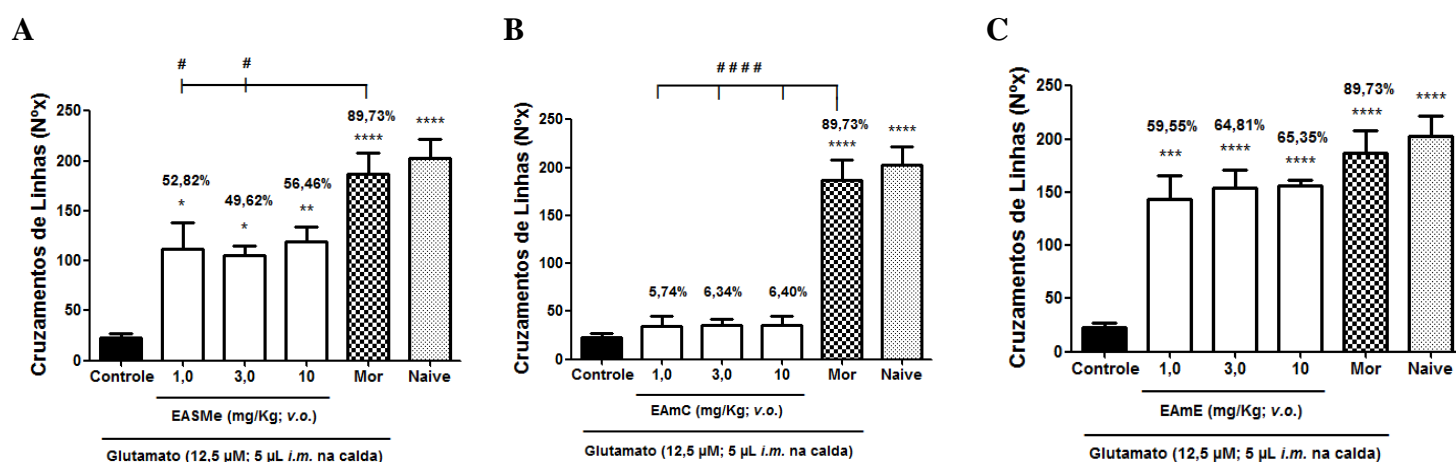 A
# #
Cruzamentos de Linhas (Nºx)
250
200
150
100
50
0
52,82%
*
49,62%
*
56,46%
**
89,73%
****
****
Controle 1,0 3,0 10 Mor Naive
EASMe (mg/Kg; v.o.)
Glutamato (12,5 µM; 5 µL i.m. na calda)
B
# # # #
Cruzamentos de Linhas (Nºx)
250
200
150
100
50
0
5,74%
6,34%
6,40%
89,73%
****
****
Controle 1,0 3,0 10 Mor Naive
EAmC (mg/Kg; v.o.)
Glutamato (12,5 µM; 5 µL i.m. na calda)
C
Cruzamentos de Linhas (Nºx)
250
200
150
100
50
0
59,55%
***
64,81%
****
65,35%
****
89,73%
****
****
Controle 1,0 3,0 10 Mor Naive
EAmE (mg/Kg; v.o.)
Glutamato (12,5 µM; 5 µL i.m. na calda)